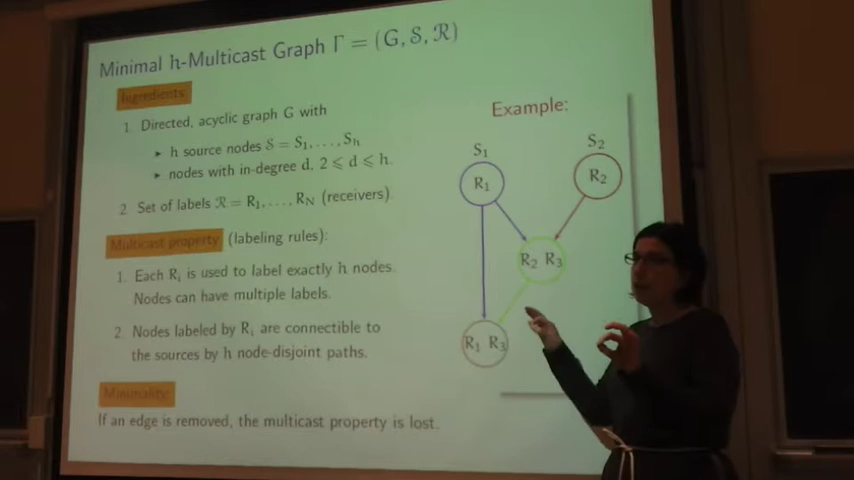 Minimal h-Multicast Graph Γ = (G, S, R)
Ingredients:
1. Directed, acyclic graph G with
▸ h source nodes S = S₁, . . . , Sₕ
▸ nodes with in-degree d, 2 ⩽ d ⩽ h.
2. Set of labels R = R₁, . . . , R_N (receivers).
Multicast property (labeling rules):
1. Each Rᵢ is used to label exactly h nodes.
Nodes can have multiple labels.
2. Nodes labeled by Rᵢ are connectible to
the sources by h node-disjoint paths.
Minimality:
If an edge is removed, the multicast property is lost.
Example:
S₁
S₂
R₁
R₂
R₂ R₃
R₁ R₃